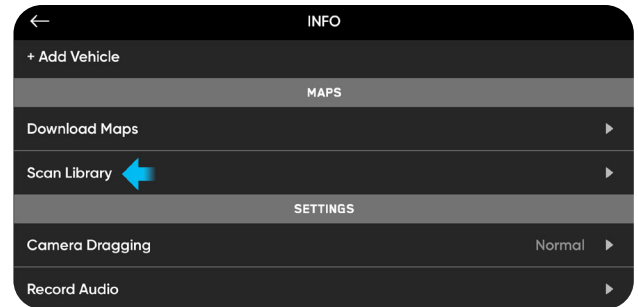 INFO
+ Add Vehicle
MAPS
Download Maps
Scan Library
SETTINGS
Camera Dragging Normal
Record Audio